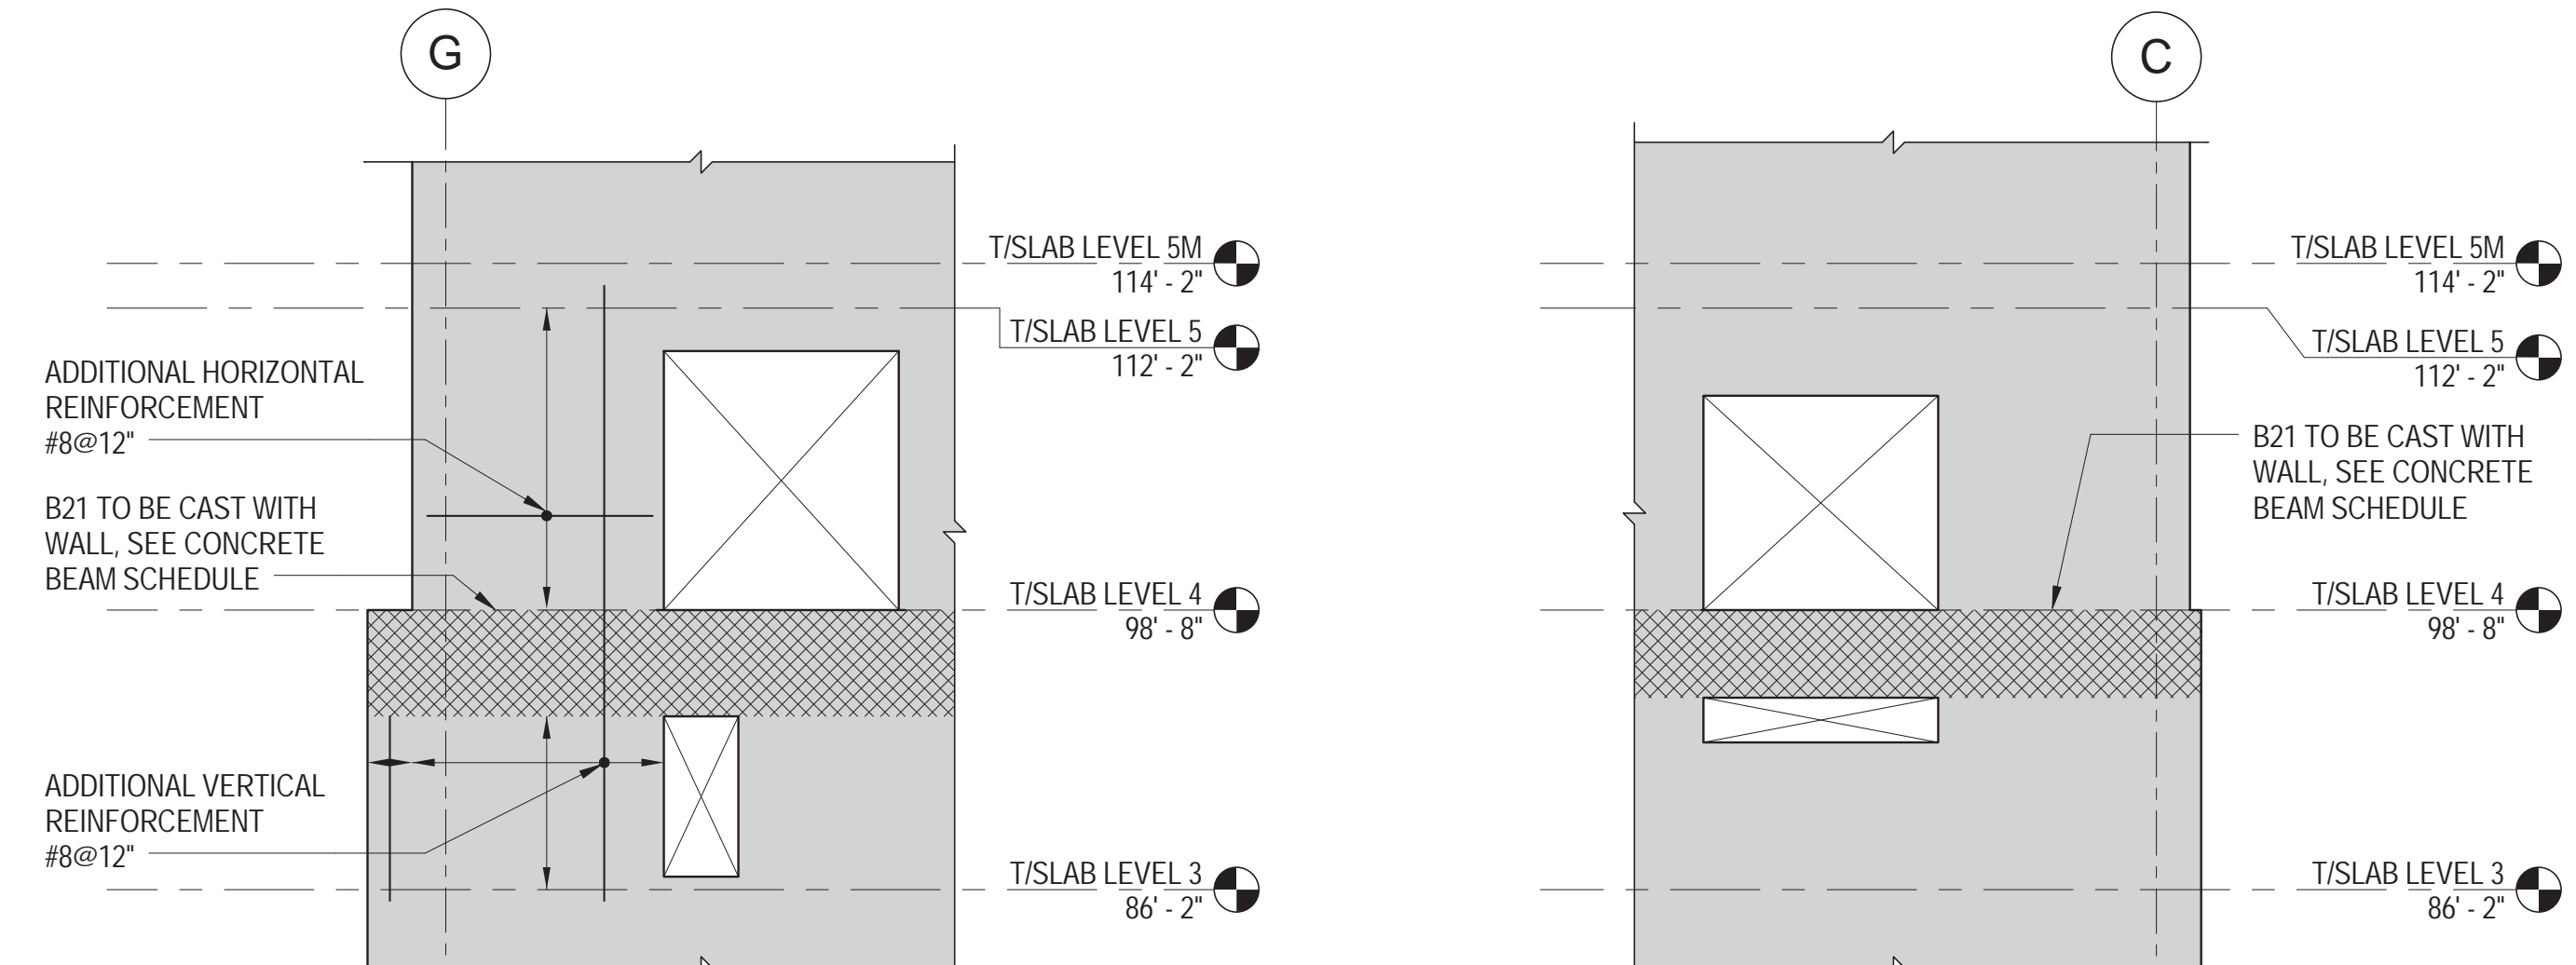 G
T/SLAB LEVEL 5M
114' - 2"
T/SLAB LEVEL 5
112' - 2"
ADDITIONAL HORIZONTAL
REINFORCEMENT
#8@12"
B21 TO BE CAST WITH
WALL, SEE CONCRETE
BEAM SCHEDULE
T/SLAB LEVEL 4
98' - 8"
ADDITIONAL VERTICAL
REINFORCEMENT
#8@12"
T/SLAB LEVEL 3
86' - 2"
C
T/SLAB LEVEL 5M
114' - 2"
T/SLAB LEVEL 5
112' - 2"
B21 TO BE CAST WITH
WALL, SEE CONCRETE
BEAM SCHEDULE
T/SLAB LEVEL 4
98' - 8"
T/SLAB LEVEL 3
86' - 2"